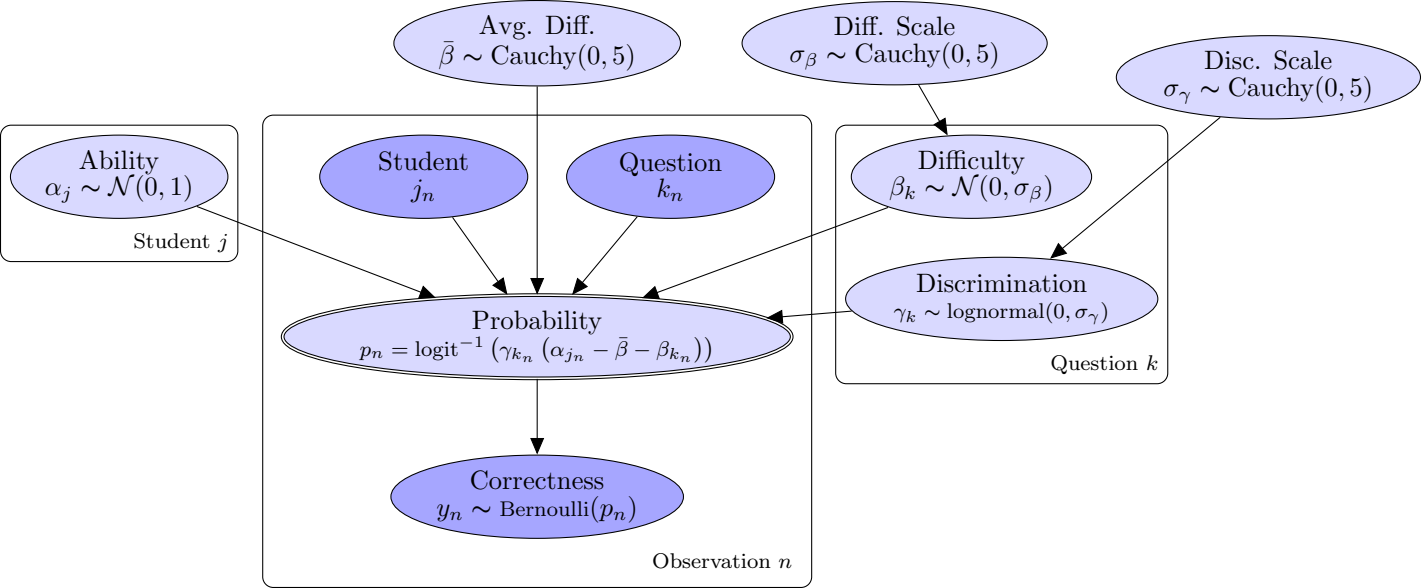 Avg. Diff.
β̄ ∼ Cauchy(0, 5)
Diff. Scale
σ_β ∼ Cauchy(0, 5)
Disc. Scale
σ_γ ∼ Cauchy(0, 5)
Ability
α_j ∼ 𝒩(0, 1)
Student j
Student
j_n
Question
k_n
Difficulty
β_k ∼ 𝒩(0, σ_β)
Discrimination
γ_k ∼ lognormal(0, σ_γ)
Question k
Probability
p_n = logit⁻¹ (γ_{k_n} (α_{j_n} − β̄ − β_{k_n}))
Correctness
y_n ∼ Bernoulli(p_n)
Observation n